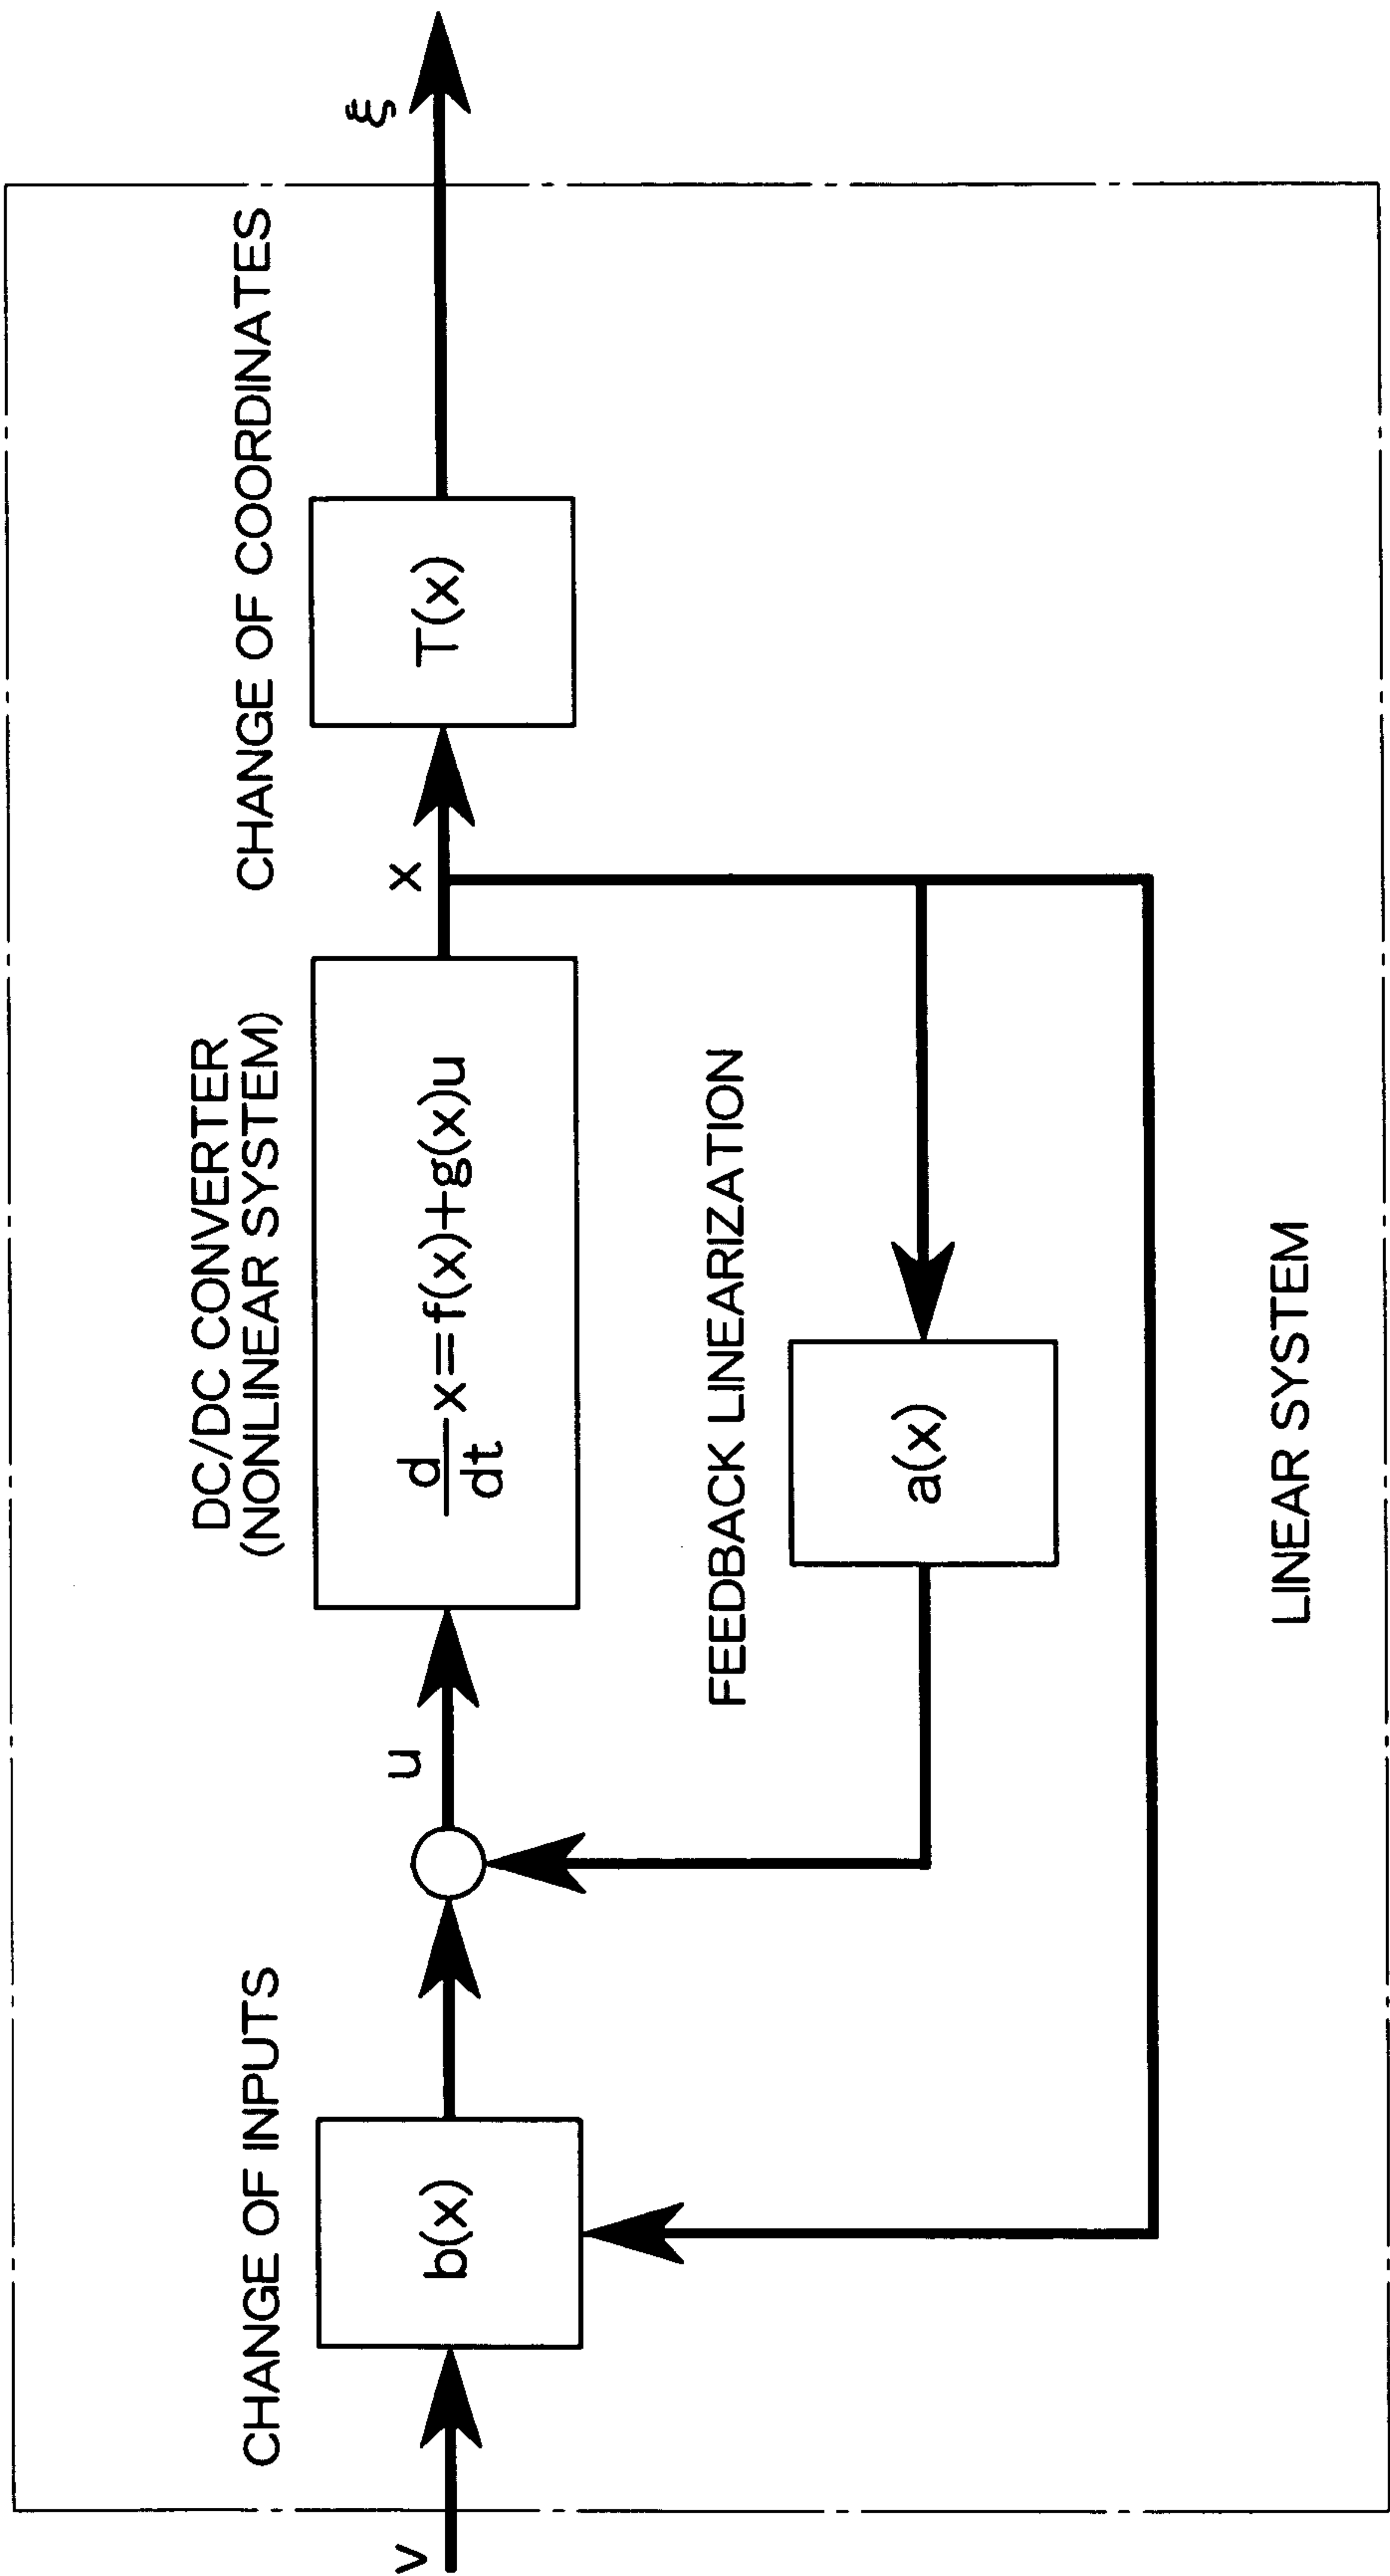 CHANGE OF INPUTS
DC/DC CONVERTER
(NONLINEAR SYSTEM)
CHANGE OF COORDINATES
v
b(x)
u
d/dt x=f(x)+g(x)u
x
T(x)
ξ
FEEDBACK LINEARIZATION
a(x)
LINEAR SYSTEM